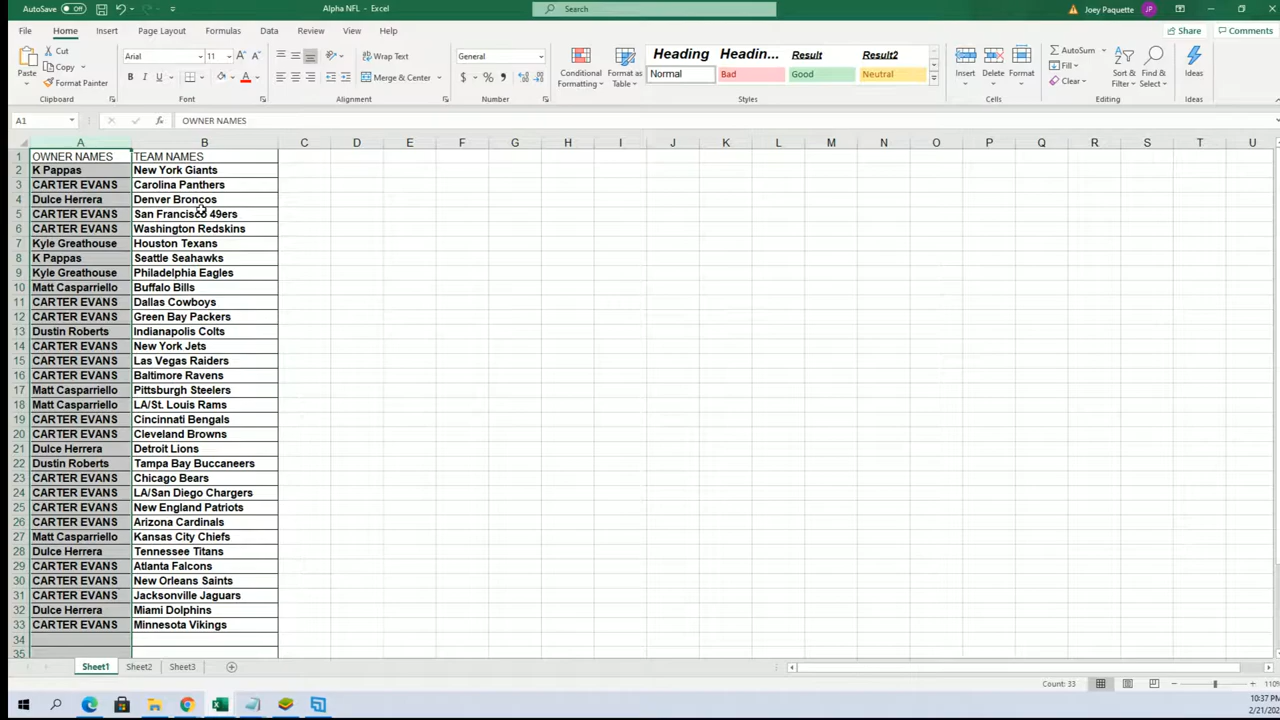 AutoSave Off Alpha NFL - Excel Search Joey Paquette JP
File Home Insert Page Layout Formulas Data Review View Help Share Comments
Paste Cut Copy Format Painter Clipboard
Arial 11 A A B I U A Font
Wrap Text Merge & Center Alignment
General $ % Number
Conditional Formatting Format as Table Heading Headin... Result Result2 Normal Bad Good Neutral Styles
Insert Delete Format Cells
AutoSum Fill Clear Sort & Filter Find & Select Editing
Ideas Ideas
A1 fx OWNER NAMES
A B C D E F G H I J K L M N O P Q R S T U
1 OWNER NAMES TEAM NAMES
2 K Pappas New York Giants
3 CARTER EVANS Carolina Panthers
4 Dulce Herrera Denver Broncos
5 CARTER EVANS San Francisco 49ers
6 CARTER EVANS Washington Redskins
7 Kyle Greathouse Houston Texans
8 K Pappas Seattle Seahawks
9 Kyle Greathouse Philadelphia Eagles
10 Matt Casparriello Buffalo Bills
11 CARTER EVANS Dallas Cowboys
12 CARTER EVANS Green Bay Packers
13 Dustin Roberts Indianapolis Colts
14 CARTER EVANS New York Jets
15 CARTER EVANS Las Vegas Raiders
16 CARTER EVANS Baltimore Ravens
17 Matt Casparriello Pittsburgh Steelers
18 Matt Casparriello LA/St. Louis Rams
19 CARTER EVANS Cincinnati Bengals
20 CARTER EVANS Cleveland Browns
21 Dulce Herrera Detroit Lions
22 Dustin Roberts Tampa Bay Buccaneers
23 CARTER EVANS Chicago Bears
24 CARTER EVANS LA/San Diego Chargers
25 CARTER EVANS New England Patriots
26 CARTER EVANS Arizona Cardinals
27 Matt Casparriello Kansas City Chiefs
28 Dulce Herrera Tennessee Titans
29 CARTER EVANS Atlanta Falcons
30 CARTER EVANS New Orleans Saints
31 CARTER EVANS Jacksonville Jaguars
32 Dulce Herrera Miami Dolphins
33 CARTER EVANS Minnesota Vikings
34
35
Sheet1 Sheet2 Sheet3
Count: 33 110%
10:37 PM
2/21/202